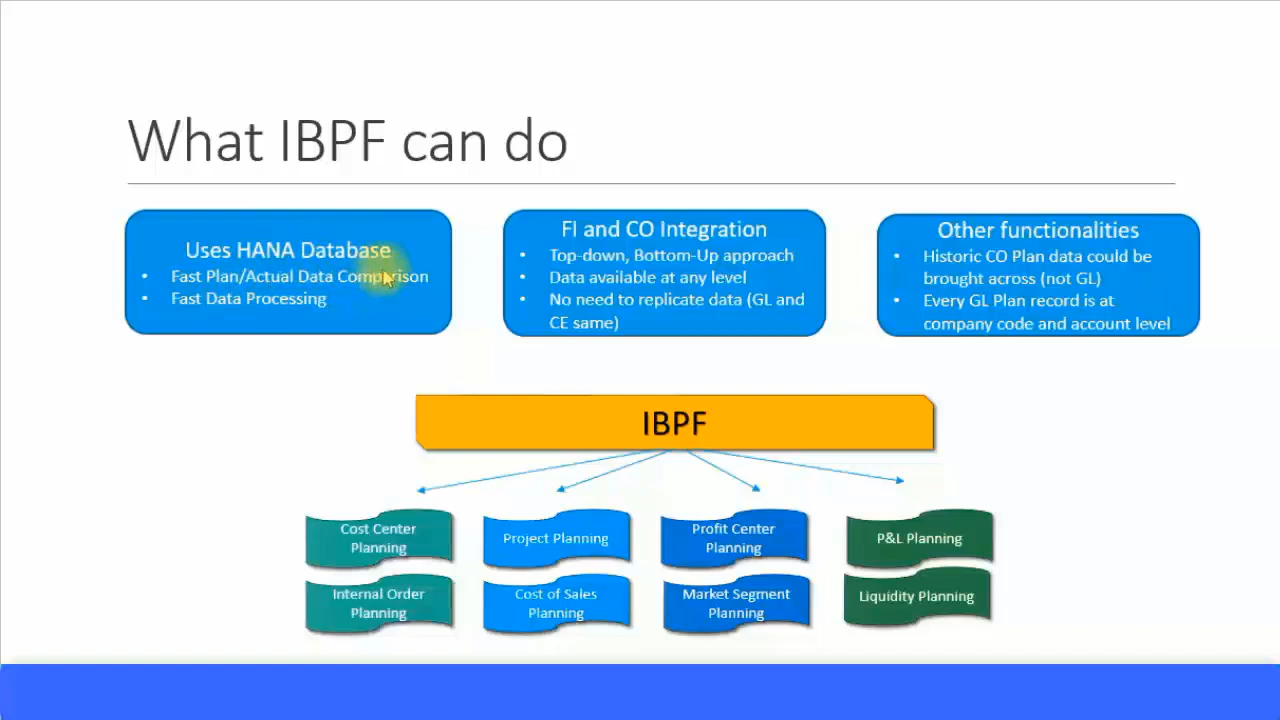 What IBPF can do
Uses HANA Database
• Fast Plan/Actual Data Comparison
• Fast Data Processing
FI and CO Integration
• Top-down, Bottom-Up approach
• Data available at any level
• No need to replicate data (GL and
CE same)
Other functionalities
• Historic CO Plan data could be
brought across (not GL)
• Every GL Plan record is at
company code and account level
IBPF
Cost Center
Planning
Project Planning
Profit Center
Planning
P&L Planning
Internal Order
Planning
Cost of Sales
Planning
Market Segment
Planning
Liquidity Planning